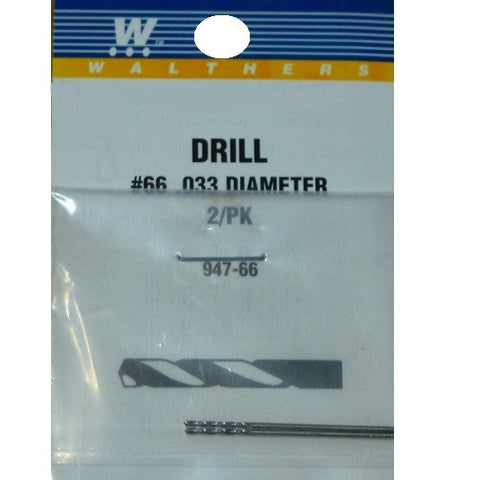 W
WALTHERS
DRILL
#66 .033 DIAMETER
2/PK
947-66